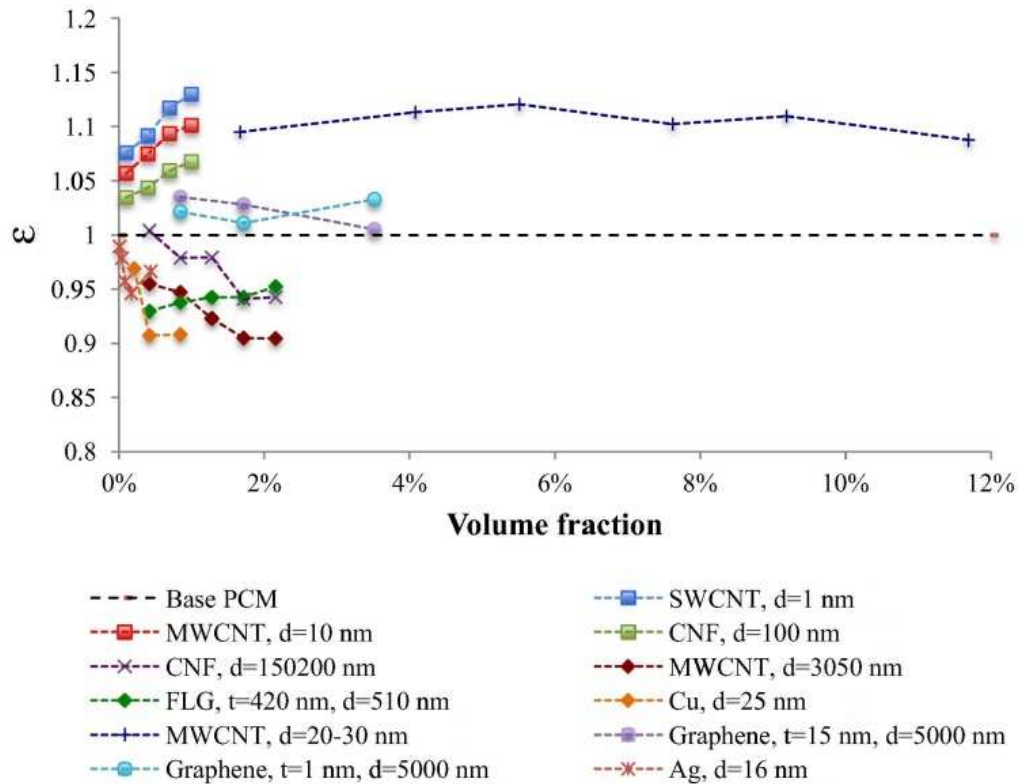 1.2
1.15
1.1
1.05
1
0.95
0.9
0.85
0.8
ε
0% 2% 4% 6% 8% 10% 12%
Volume fraction
Base PCM
SWCNT, d=1 nm
MWCNT, d=10 nm
CNF, d=100 nm
CNF, d=150200 nm
MWCNT, d=3050 nm
FLG, t=420 nm, d=510 nm
Cu, d=25 nm
MWCNT, d=20-30 nm
Graphene, t=15 nm, d=5000 nm
Graphene, t=1 nm, d=5000 nm
Ag, d=16 nm